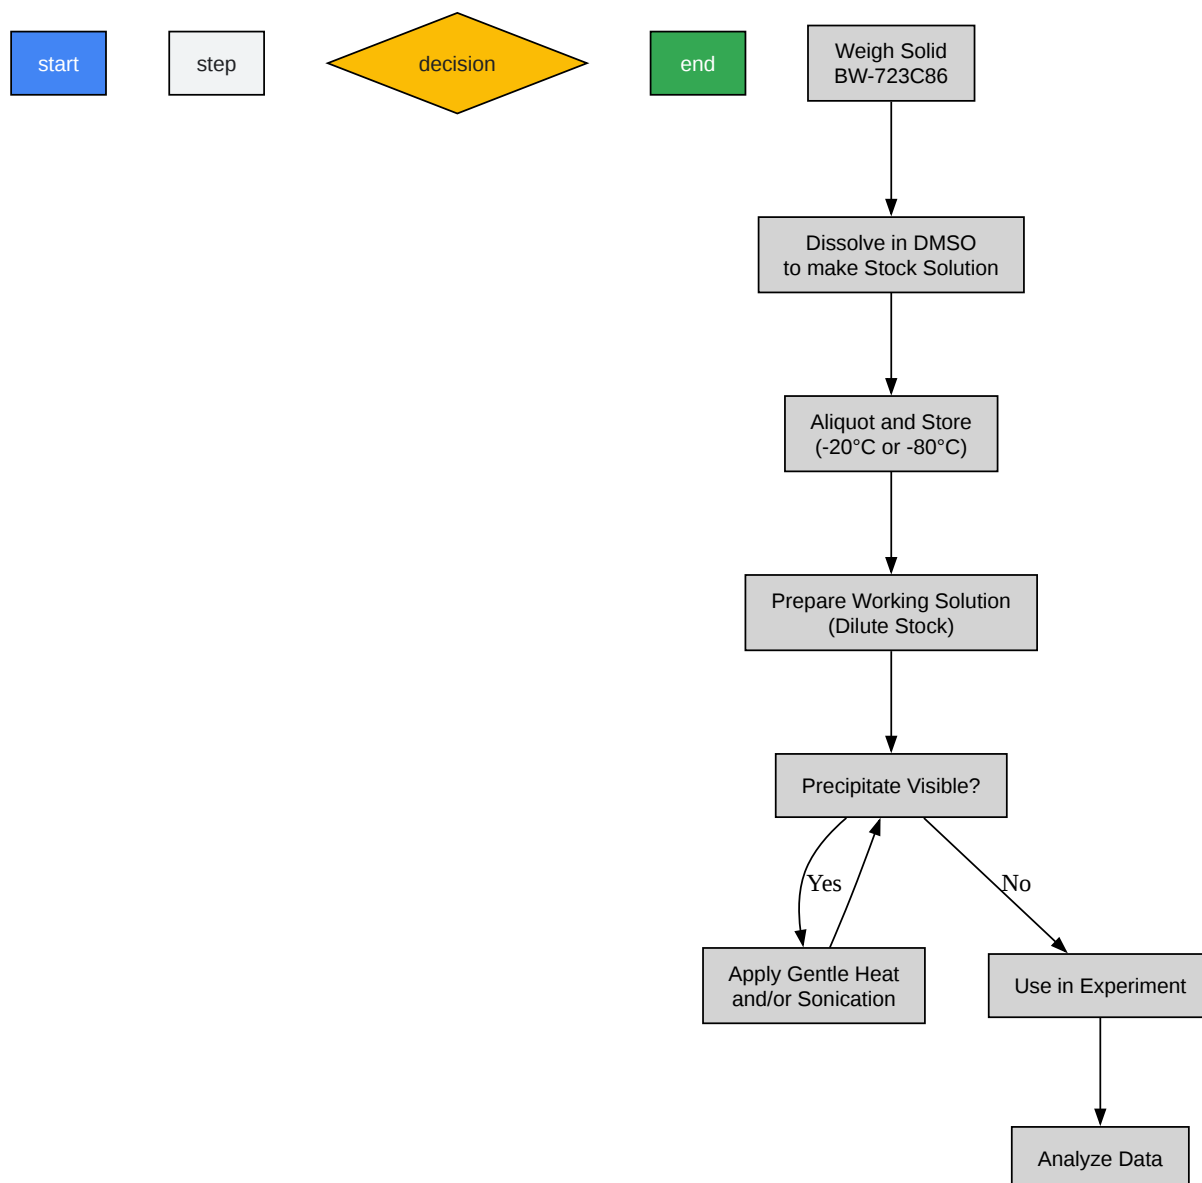 start
step
decision
end
Weigh Solid
BW-723C86
Dissolve in DMSO
to make Stock Solution
Aliquot and Store
(-20°C or -80°C)
Prepare Working Solution
(Dilute Stock)
Precipitate Visible?
Yes
No
Apply Gentle Heat
and/or Sonication
Use in Experiment
Analyze Data